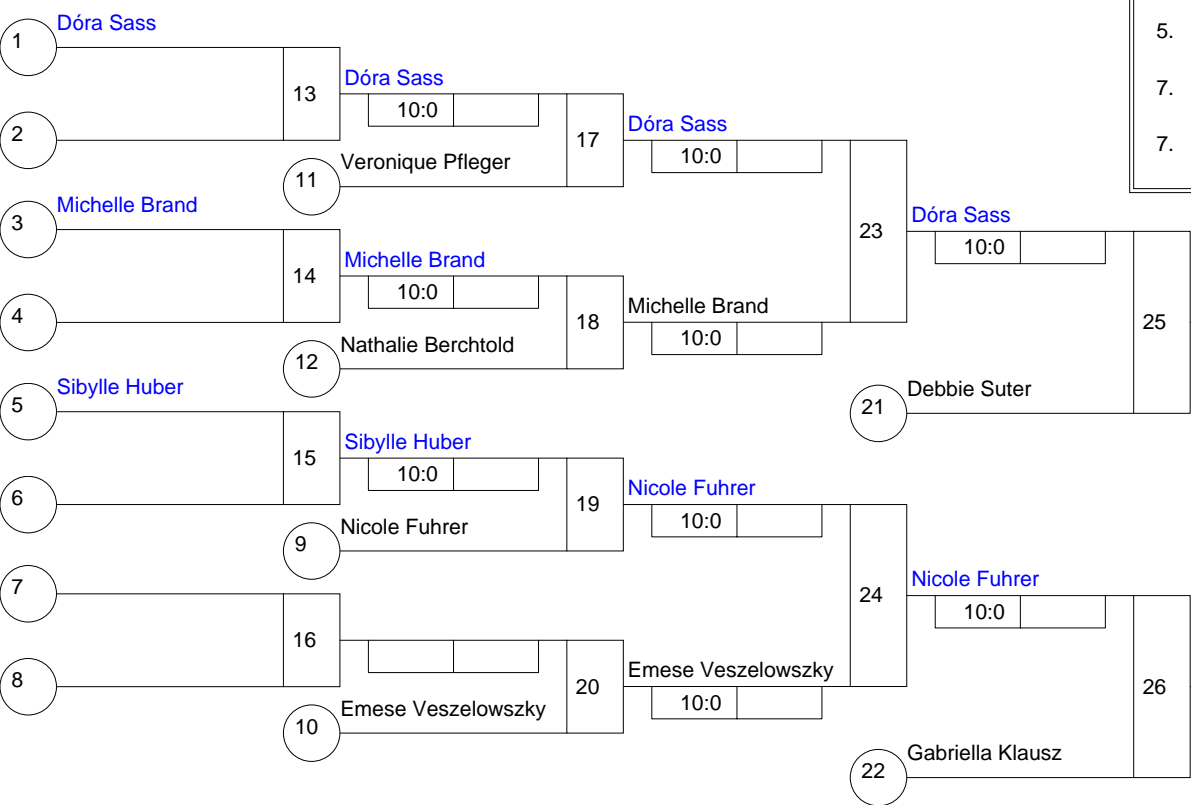 5.
Dóra Sass
1
7.
Dóra Sass
13
10:0
Dóra Sass
2
17
7.
10:0
Veronique Pfleger
11
Michelle Brand
Dóra Sass
3
23
10:0
Michelle Brand
14
10:0
Michelle Brand
4
18
25
10:0
Nathalie Berchtold
12
Sibylle Huber
Debbie Suter
5
21
Sibylle Huber
15
10:0
Nicole Fuhrer
6
19
10:0
Nicole Fuhrer
9
7
Nicole Fuhrer
24
10:0
16
Emese Veszelowszky
8
20
26
10:0
Emese Veszelowszky
10
Gabriella Klausz
22